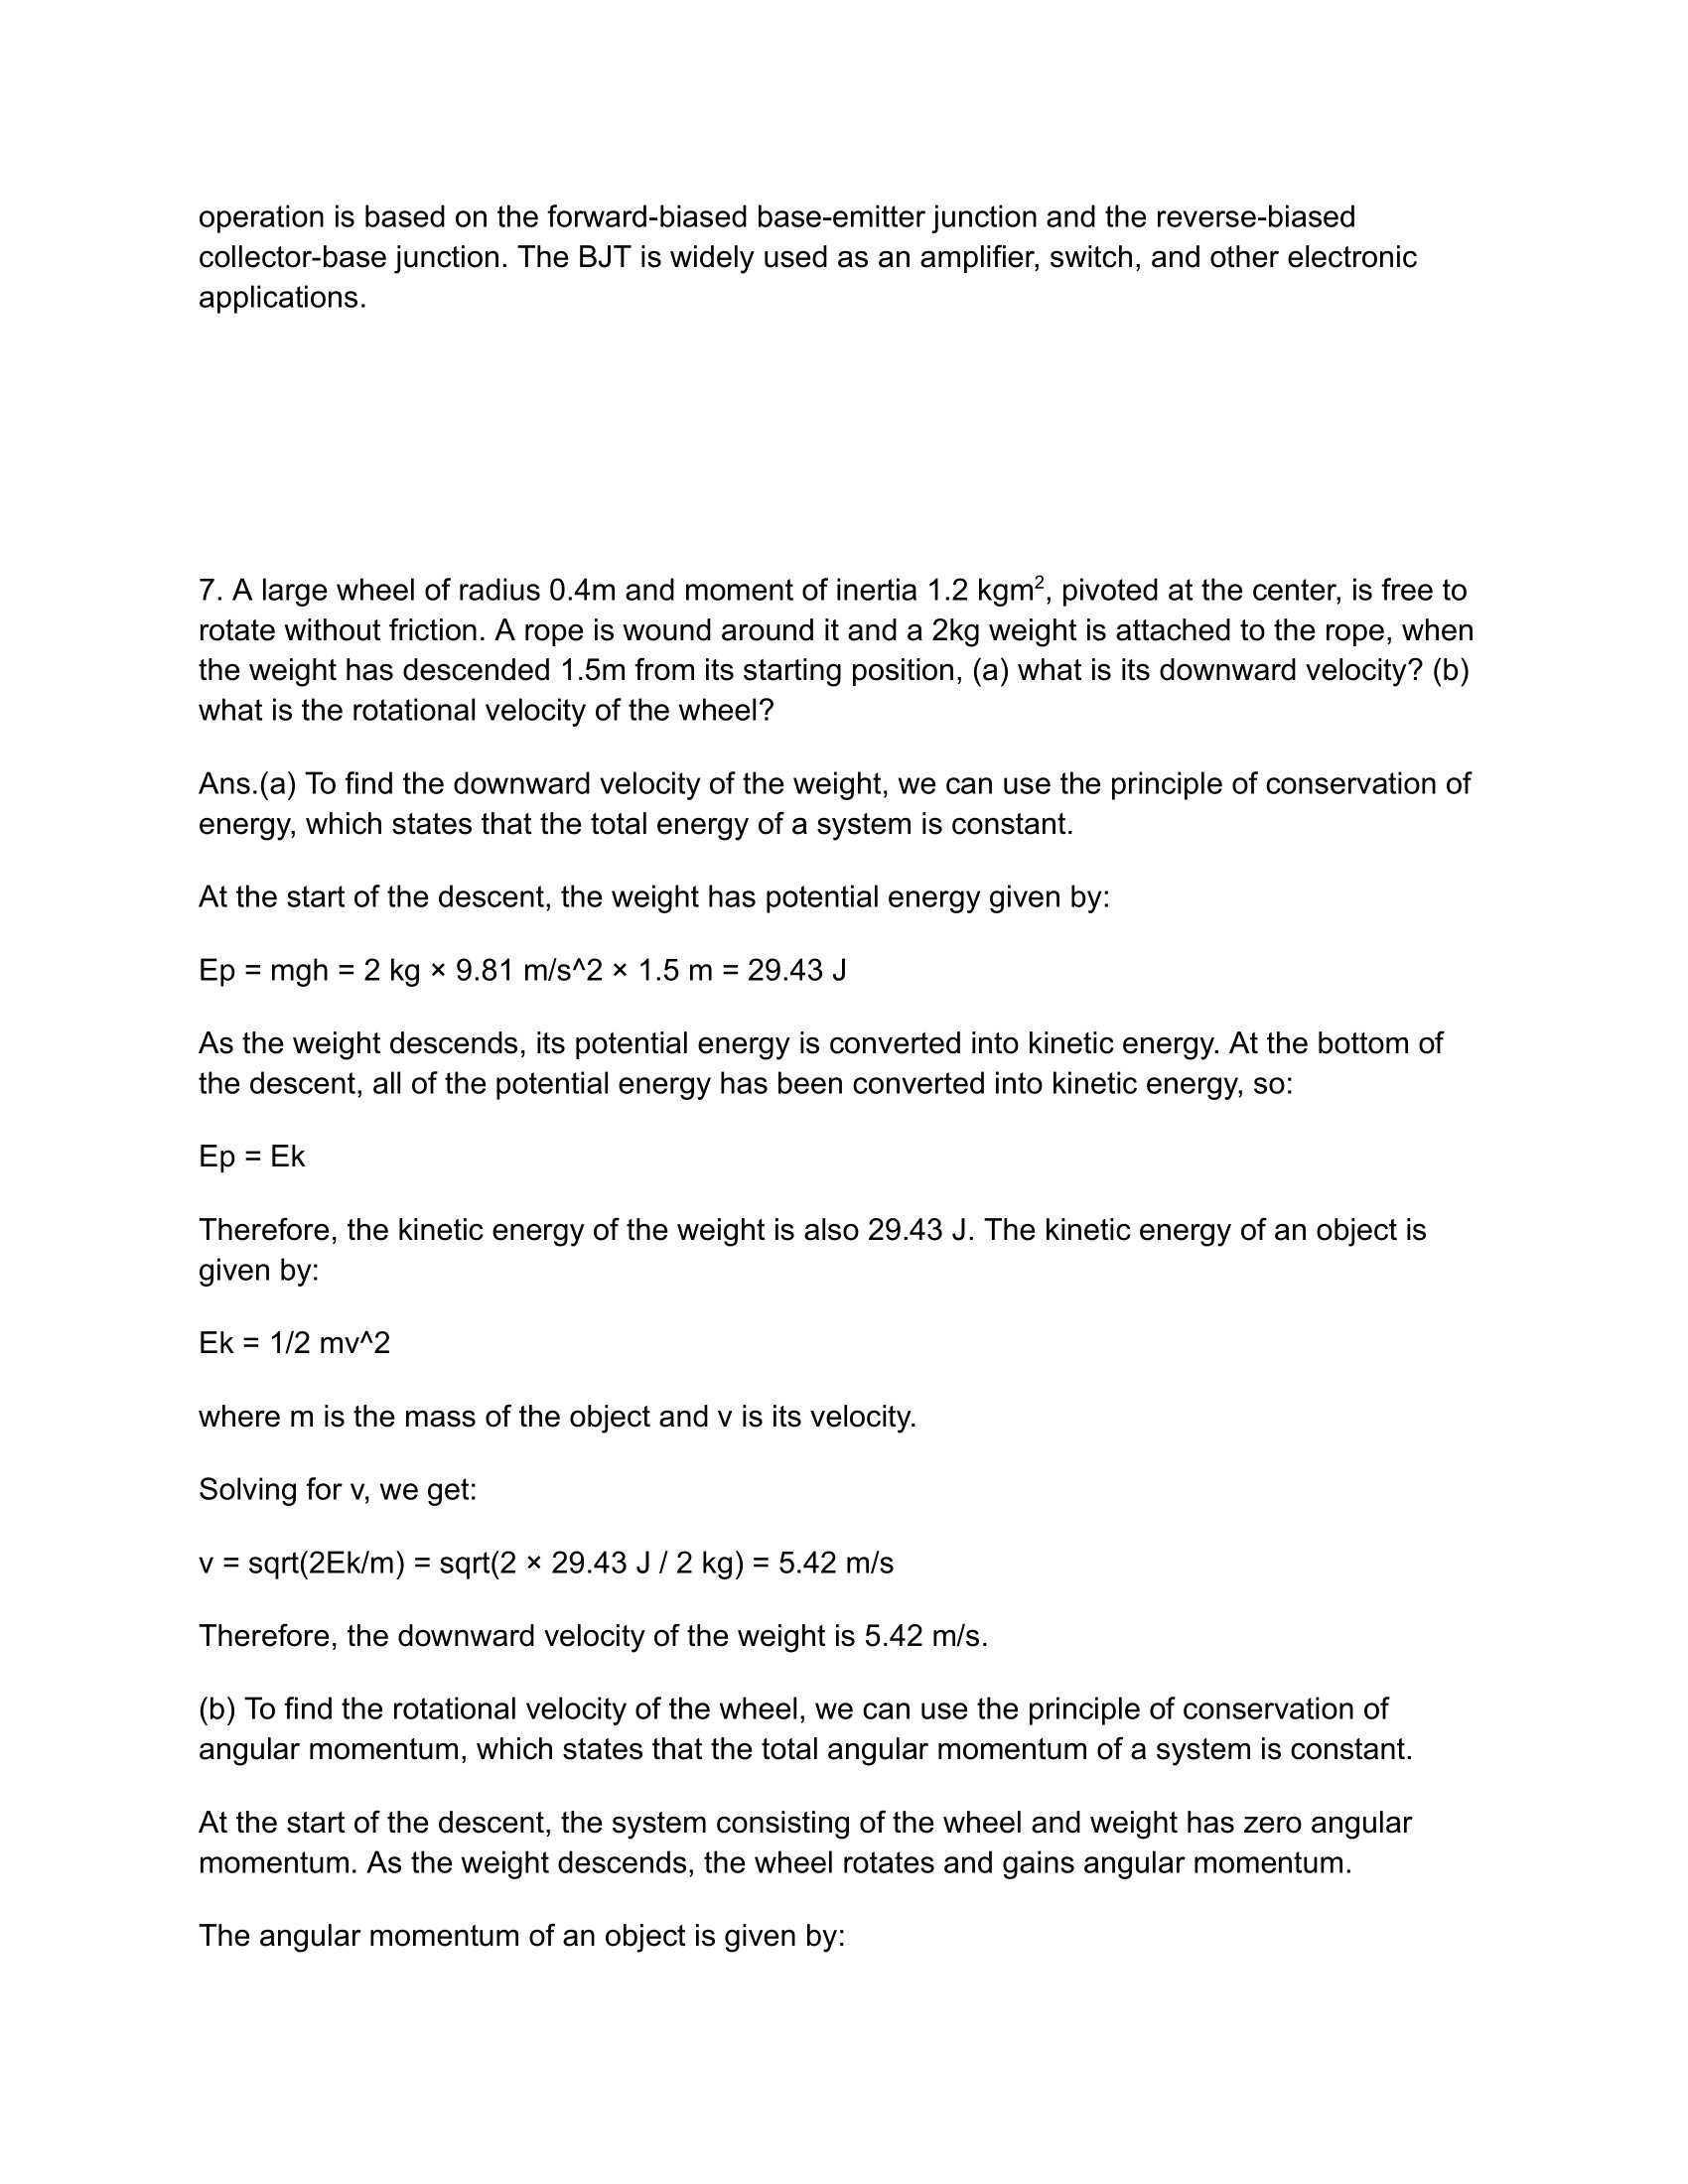 operation is based on the forward-biased base-emitter junction and the reverse-biased
collector-base junction. The BJT is widely used as an amplifier, switch, and other electronic
applications.
7. A large wheel of radius 0.4m and moment of inertia 1.2 kgm², pivoted at the center, is free to
rotate without friction. A rope is wound around it and a 2kg weight is attached to the rope, when
the weight has descended 1.5m from its starting position, (a) what is its downward velocity? (b)
what is the rotational velocity of the wheel?
Ans.(a) To find the downward velocity of the weight, we can use the principle of conservation of
energy, which states that the total energy of a system is constant.
At the start of the descent, the weight has potential energy given by:
Ep = mgh = 2 kg × 9.81 m/s^2 × 1.5 m = 29.43 J
As the weight descends, its potential energy is converted into kinetic energy. At the bottom of
the descent, all of the potential energy has been converted into kinetic energy, so:
Ep = Ek
Therefore, the kinetic energy of the weight is also 29.43 J. The kinetic energy of an object is
given by:
Ek = 1/2 mv^2
where m is the mass of the object and v is its velocity.
Solving for v, we get:
v = sqrt(2Ek/m) = sqrt(2 × 29.43 J / 2 kg) = 5.42 m/s
Therefore, the downward velocity of the weight is 5.42 m/s.
(b) To find the rotational velocity of the wheel, we can use the principle of conservation of
angular momentum, which states that the total angular momentum of a system is constant.
At the start of the descent, the system consisting of the wheel and weight has zero angular
momentum. As the weight descends, the wheel rotates and gains angular momentum.
The angular momentum of an object is given by: